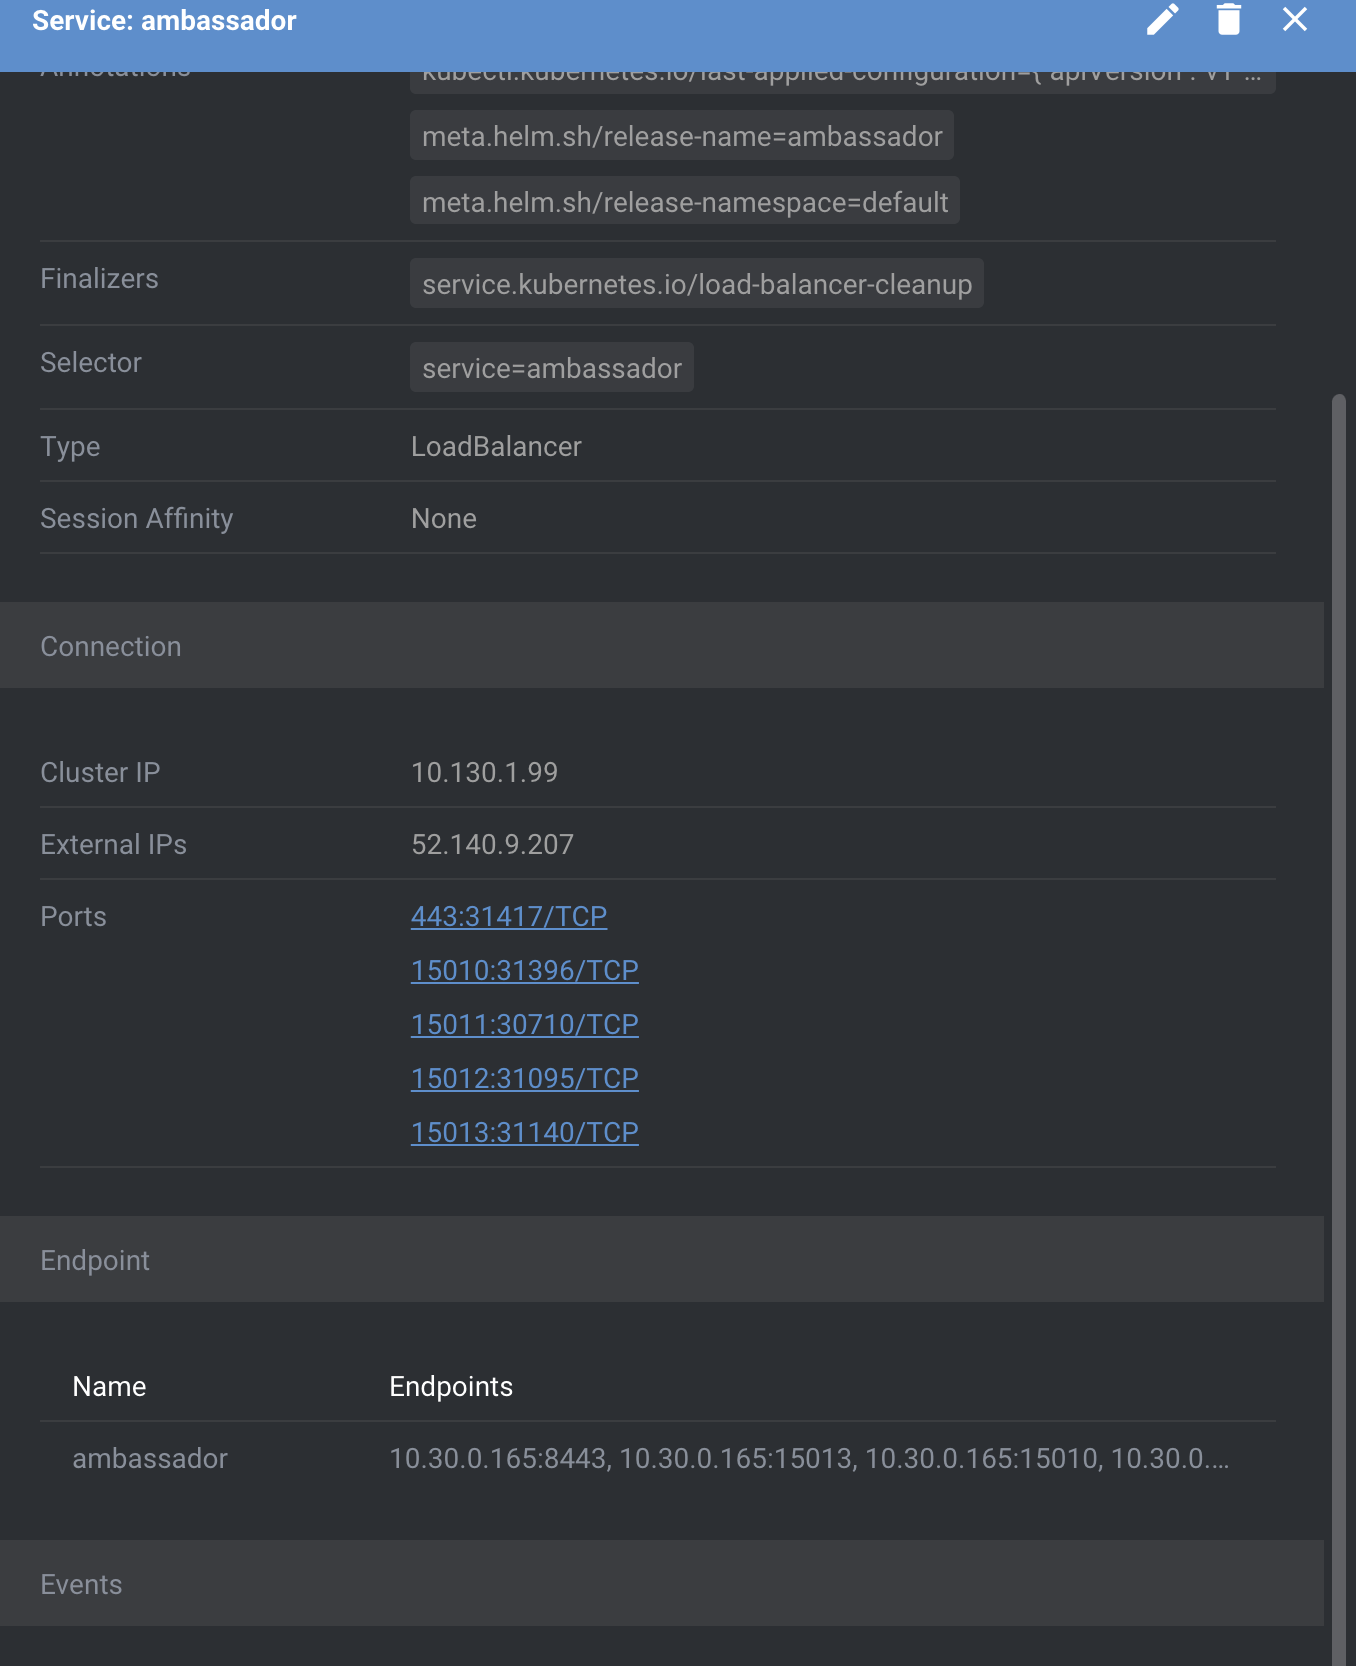 Service: ambassador
Annotations
kubectl.kubernetes.io/last-applied-configuration={"apiVersion":"v1"...
meta.helm.sh/release-name=ambassador
meta.helm.sh/release-namespace=default
Finalizers
service.kubernetes.io/load-balancer-cleanup
Selector
service=ambassador
Type
LoadBalancer
Session Affinity
None
Connection
Cluster IP
10.130.1.99
External IPs
52.140.9.207
Ports
443:31417/TCP
15010:31396/TCP
15011:30710/TCP
15012:31095/TCP
15013:31140/TCP
Endpoint
Name Endpoints
ambassador 10.30.0.165:8443, 10.30.0.165:15013, 10.30.0.165:15010, 10.30.0....
Events